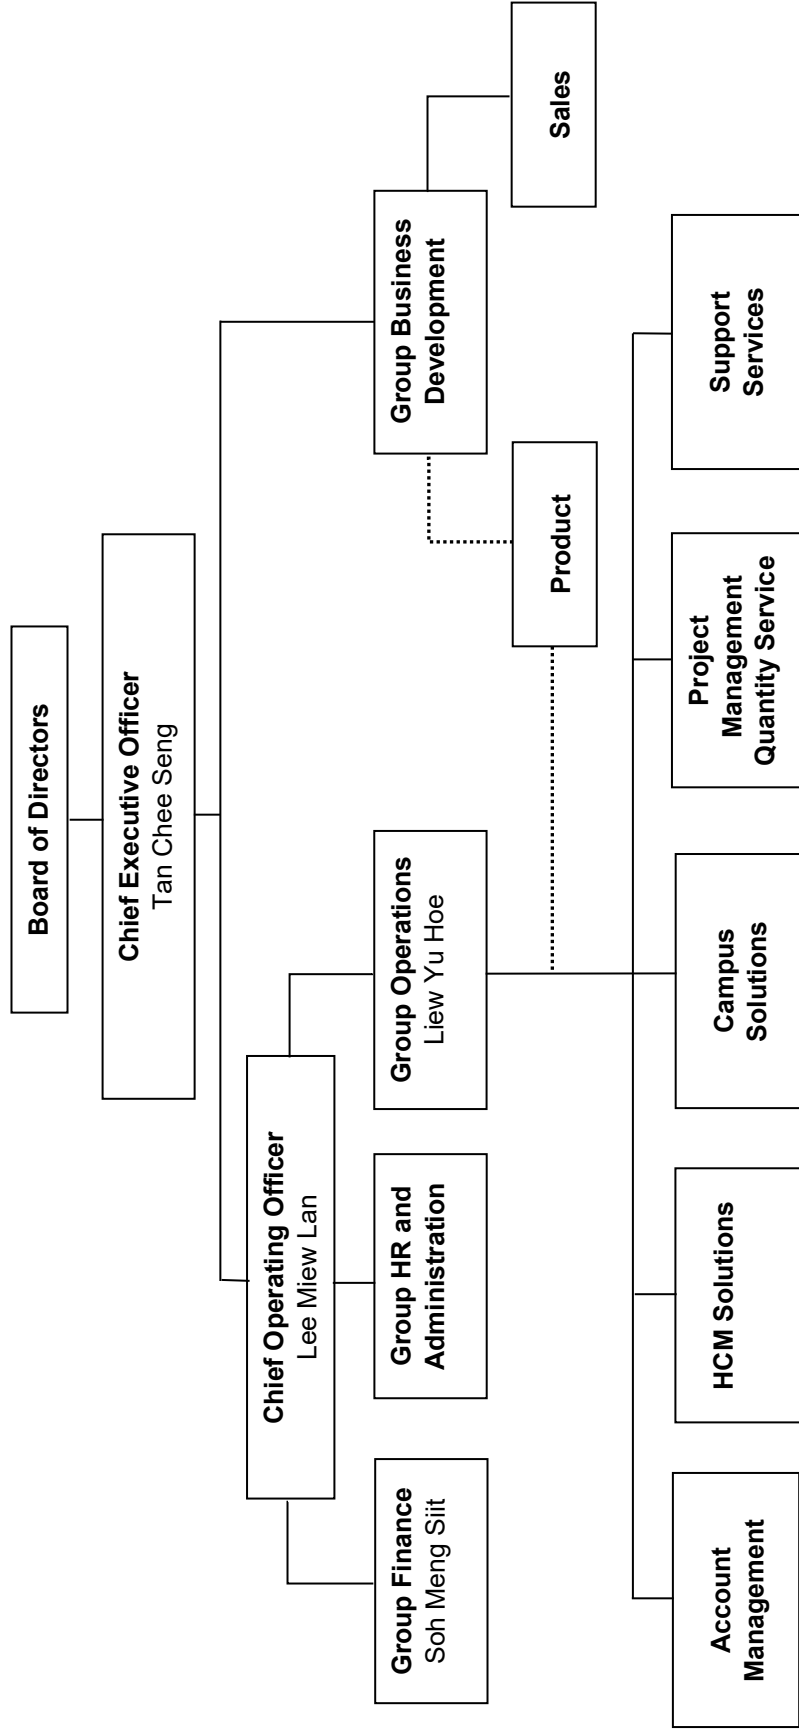 Board of Directors
Chief Executive Officer
Tan Chee Seng
Chief Operating Officer
Lee Miew Lan
Group Finance
Soh Meng Siit
Group HR and
Administration
Group Operations
Liew Yu Hoe
Group Business
Development
Product
Sales
Account
Management
HCM Solutions
Campus
Solutions
Project
Management
Quantity Service
Support
Services